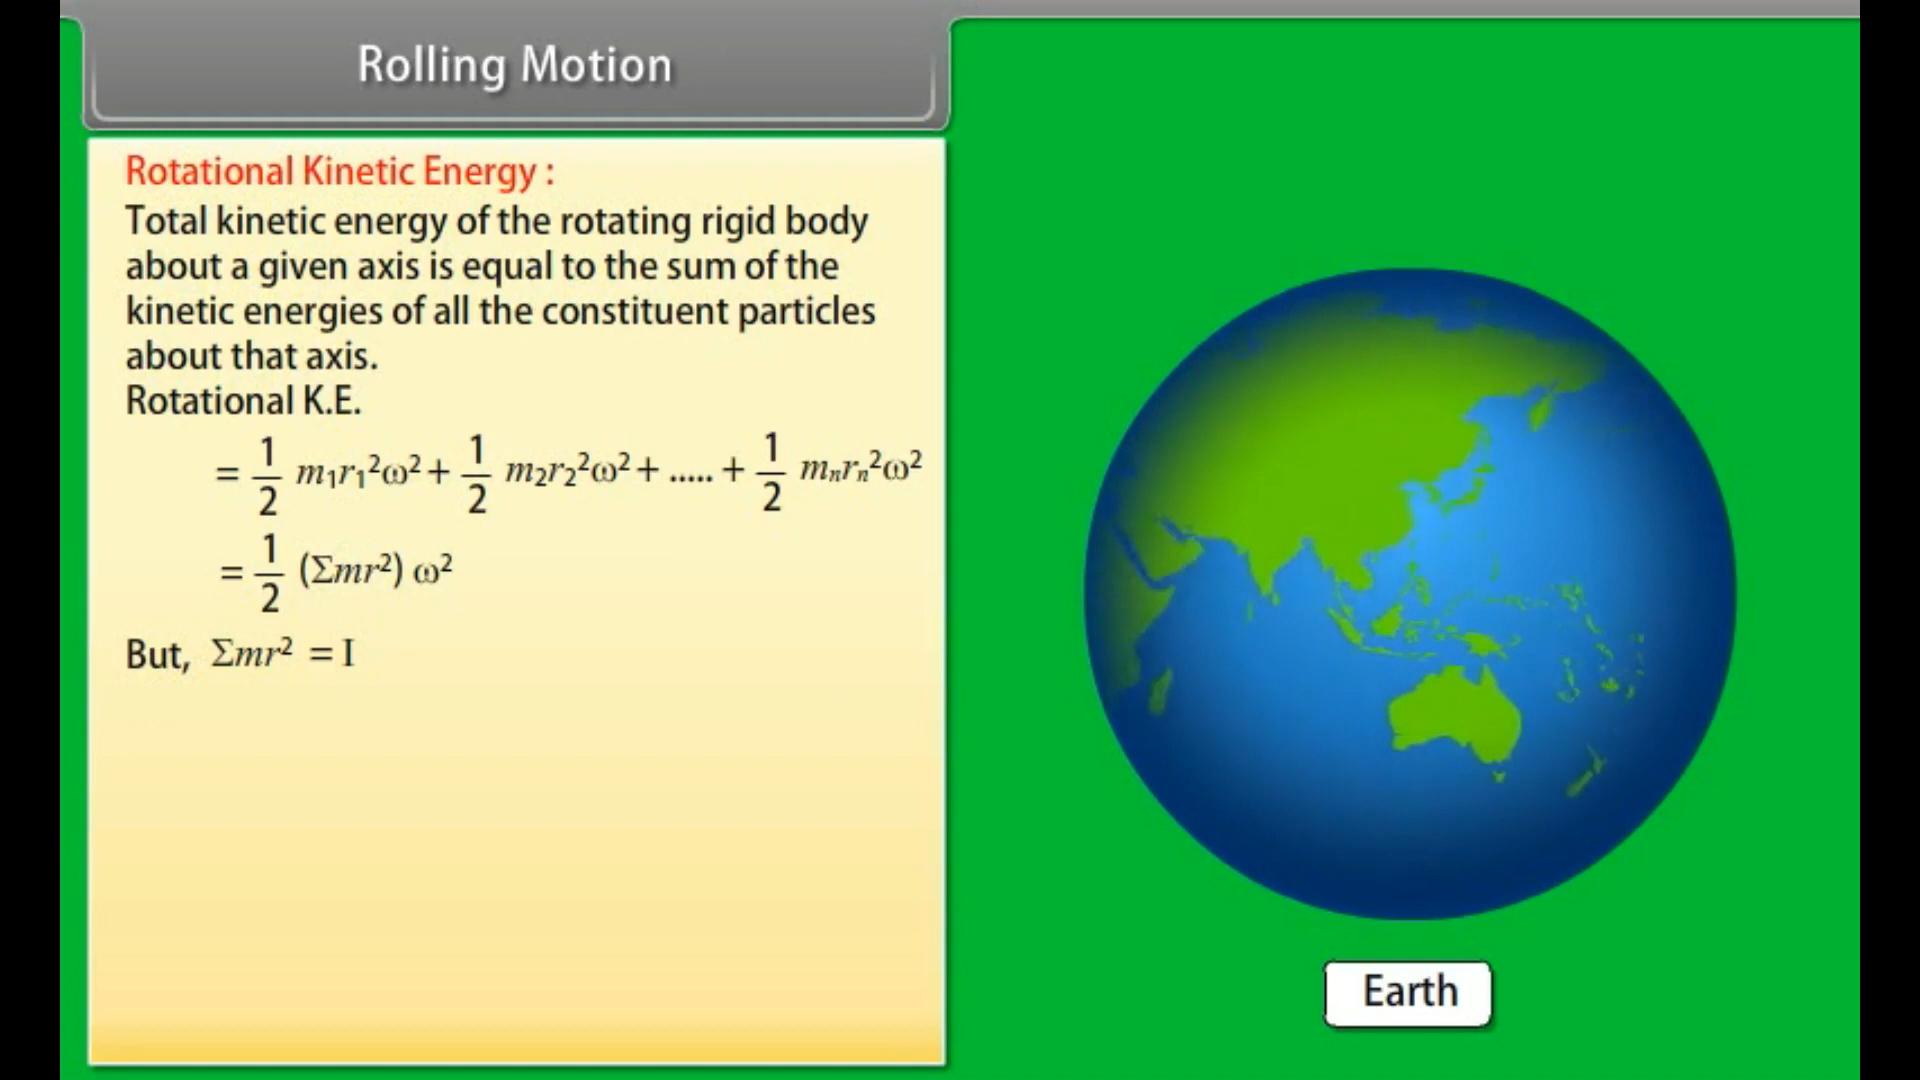 Rolling Motion
Rotational Kinetic Energy :
Total kinetic energy of the rotating rigid body
about a given axis is equal to the sum of the
kinetic energies of all the constituent particles
about that axis.
Rotational K.E.
= 1/2 m₁r₁²ω² + 1/2 m₂r₂²ω² + ..... + 1/2 mₙrₙ²ω²
= 1/2 (Σmr²) ω²
But, Σmr² = I
Earth